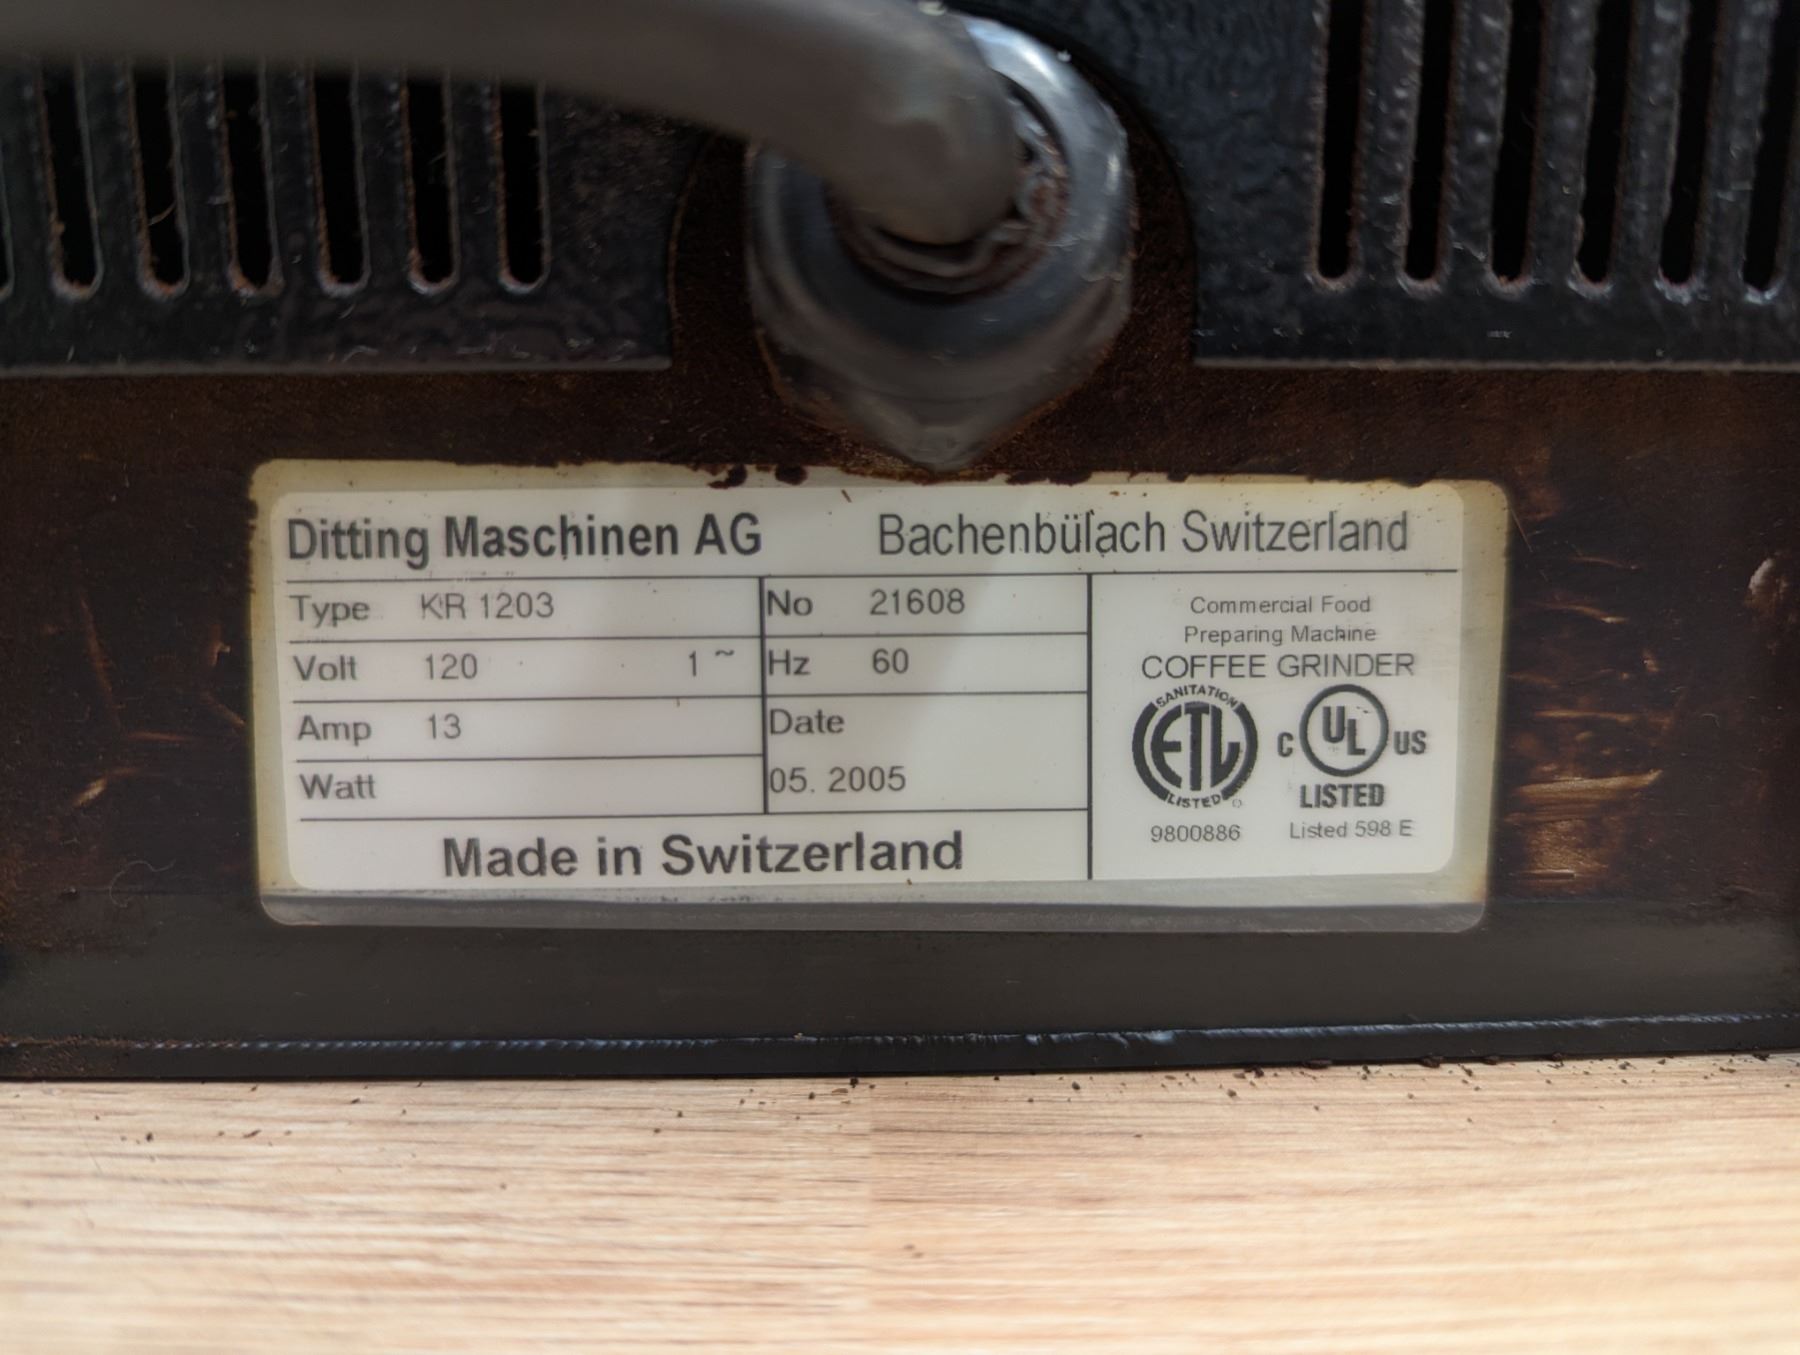 Ditting Maschinen AG Bachenbülach Switzerland
Type KR 1203 No 21608
Volt 120 1 ~ Hz 60
Amp 13 Date
Watt 05. 2005
Made in Switzerland
Commercial Food
Preparing Machine
COFFEE GRINDER
SANITATION
ETL
LISTED
9800886
C UL US
LISTED
Listed 598 E